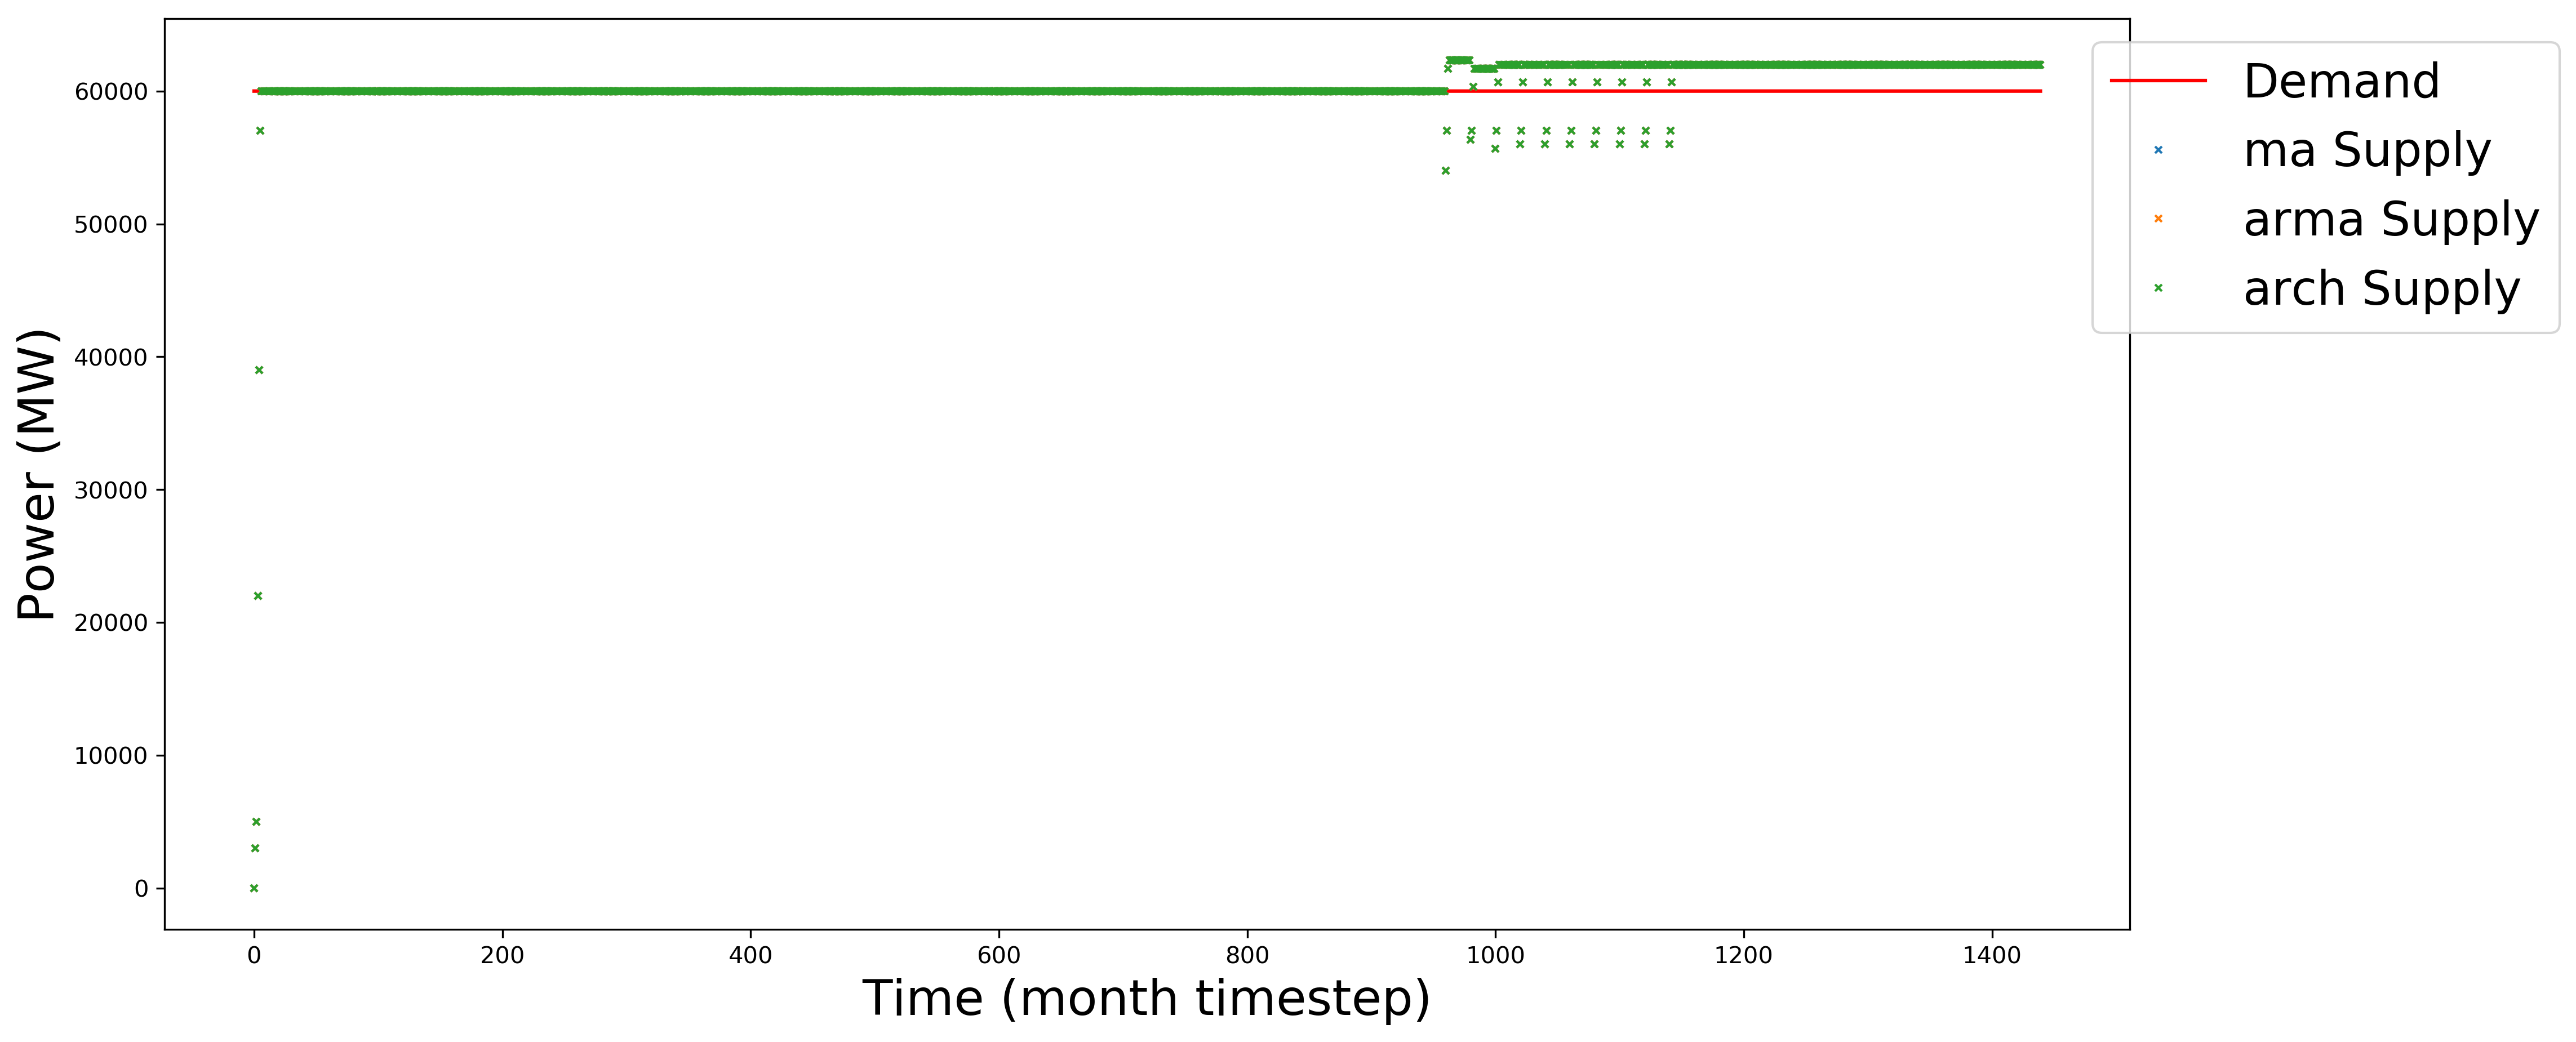 Power (MW)
60000
50000
40000
30000
20000
10000
0
0 200 400 600 800 1000 1200 1400
Time (month timestep)
Demand
ma Supply
arma Supply
arch Supply